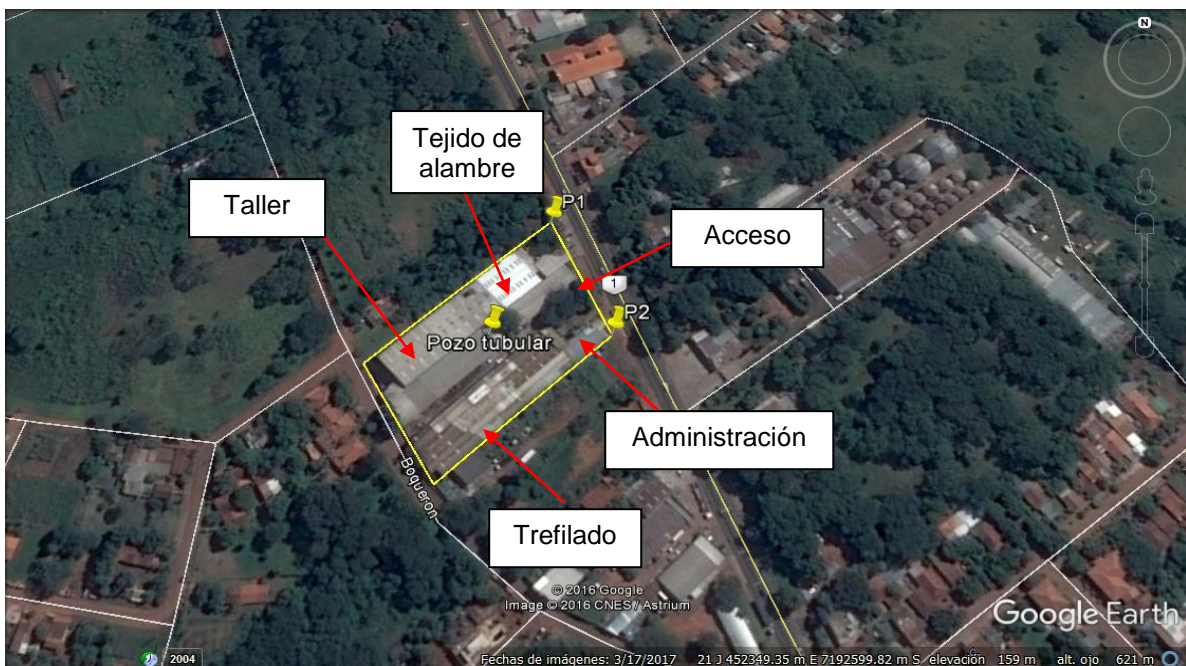 N
Tejido de
alambre
Taller
P1
Acceso
1
P2
Pozo tubular
Administración
Boqueron
Trefilado
© 2016 Google
Image © 2016 CNES / Astrium
Google Earth
2004
Fechas de imágenes: 3/17/2017 21 J 452349.35 m E 7192599.82 m S elevación 159 m alt. ojo 621 m